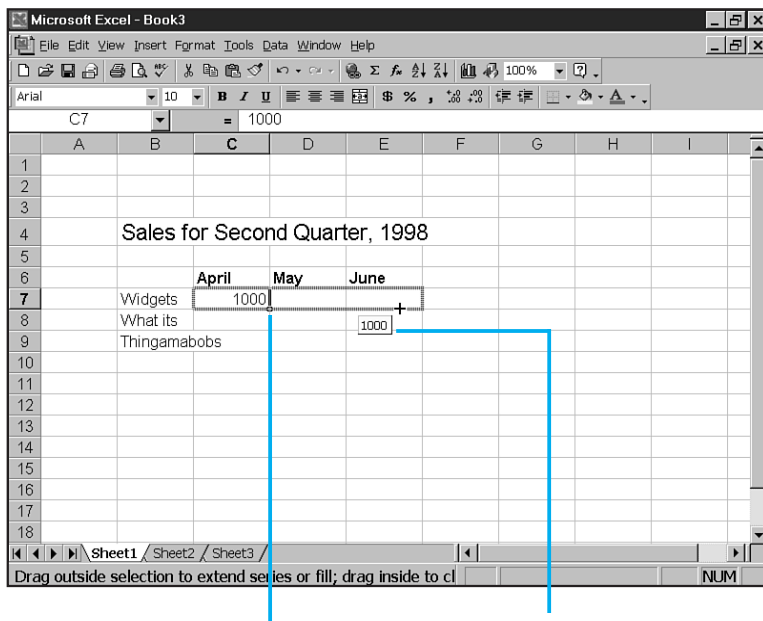 Microsoft Excel - Book3
File Edit View Insert Format Tools Data Window Help
100%
Arial 10 B I U $ % ,
C7 = 1000
A B C D E F G H I
1
2
3
4 Sales for Second Quarter, 1998
5
6 April May June
7 Widgets 1000
8 What its 1000
9 Thingamabobs
10
11
12
13
14
15
16
17
18
Sheet1 Sheet2 Sheet3
Drag outside selection to extend series or fill; drag inside to cl NUM